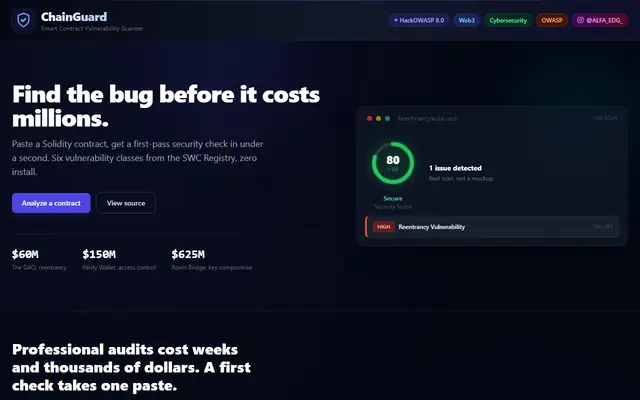 ChainGuard
Smart Contract Vulnerability Scanner
HackOWASP 8.0
Web3
Cybersecurity
OWASP
@ALFA_EDG_
Find the bug before it costs
millions.
Paste a Solidity contract, get a first-pass security check in under
a second. Six vulnerability classes from the SWC Registry, zero
install.
Analyze a contract
View source
$60M
The DAO, reentrancy
$150M
Parity Wallet, access control
$625M
Ronin Bridge, key compromise
LIVE SCAN
80
/ 100
Secure
Security Score
1 issue detected
Real scan, not a mockup
HIGH
Reentrancy Vulnerability
Professional audits cost weeks
and thousands of dollars. A first
check takes one paste.